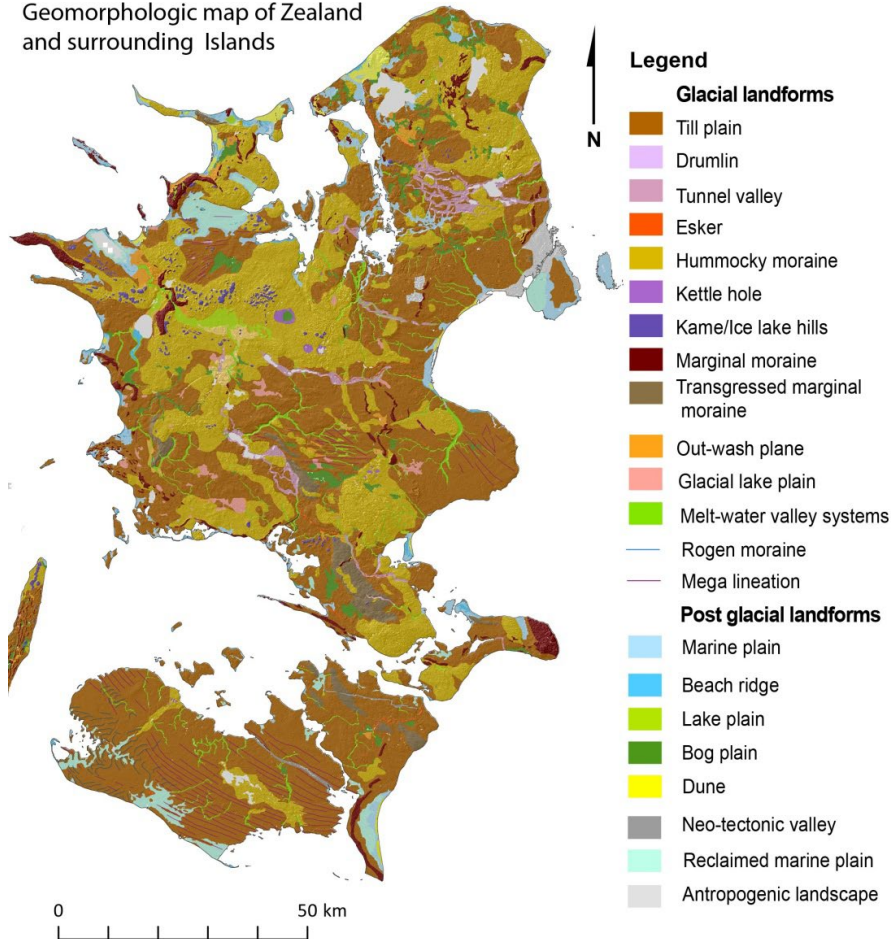 Geomorphologic map of Zealand
and surrounding Islands
N
Legend
Glacial landforms
Till plain
Drumlin
Tunnel valley
Esker
Hummocky moraine
Kettle hole
Kame/Ice lake hills
Marginal moraine
Transgressed marginal
moraine
Out-wash plane
Glacial lake plain
Melt-water valley systems
Rogen moraine
Mega lineation
Post glacial landforms
Marine plain
Beach ridge
Lake plain
Bog plain
Dune
Neo-tectonic valley
Reclaimed marine plain
Antropogenic landscape
0 50 km